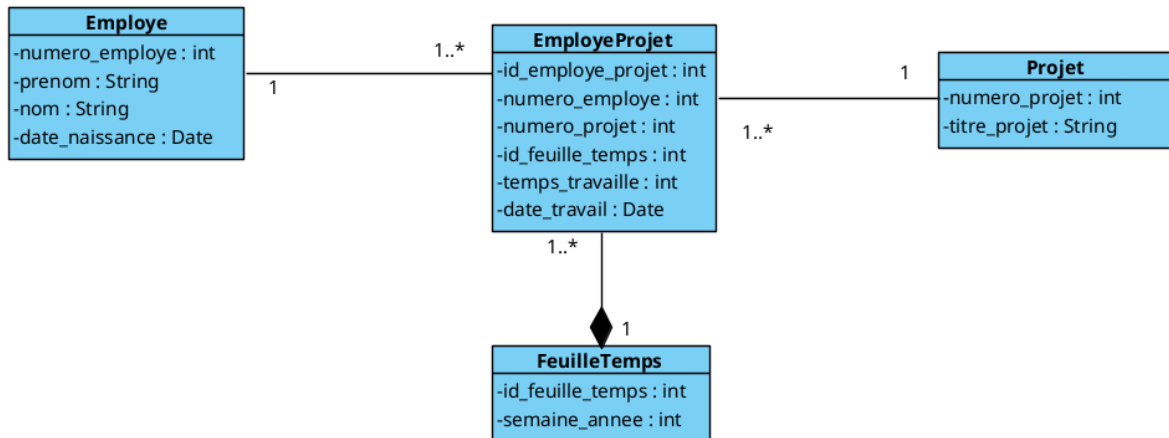 Employe
-numero_employe : int
-prenom : String
-nom : String
-date_naissance : Date
1
1..*
EmployeProjet
-id_employe_projet : int
-numero_employe : int
-numero_projet : int
-id_feuille_temps : int
-temps_travaille : int
-date_travail : Date
1
1..*
Projet
-numero_projet : int
-titre_projet : String
1..*
1
FeuilleTemps
-id_feuille_temps : int
-semaine_annee : int